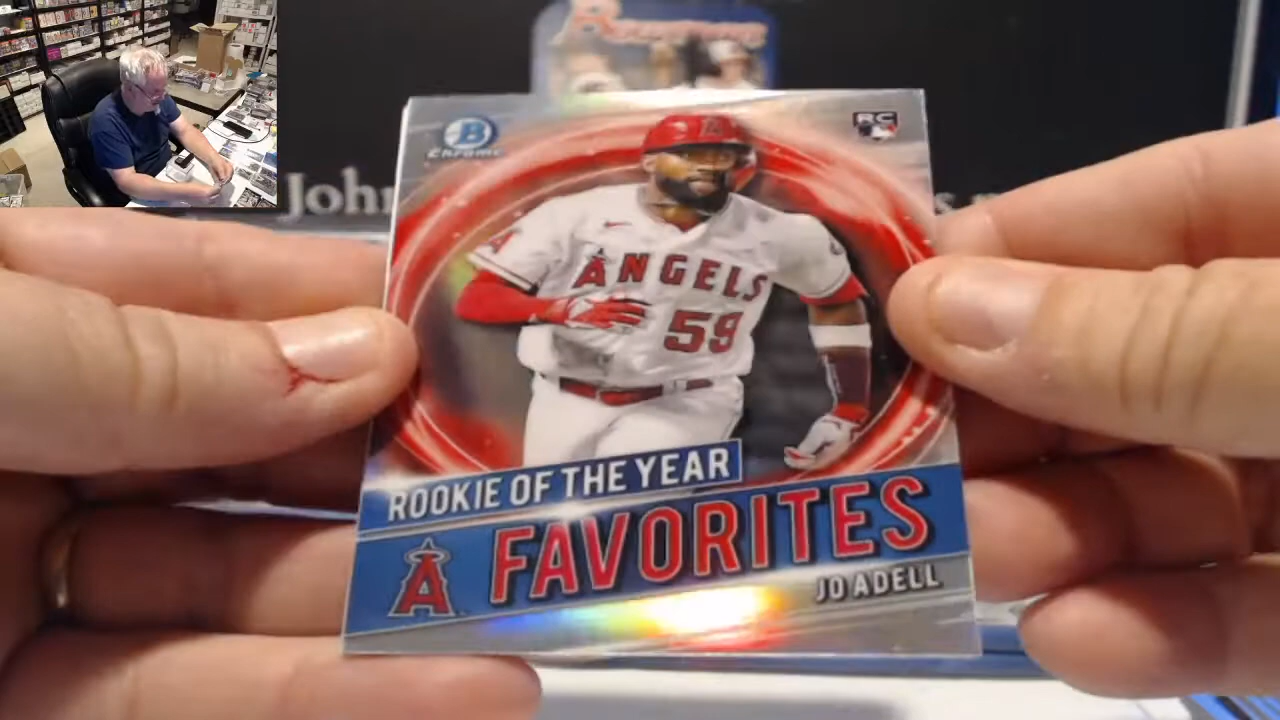 Bowman
B
Chrome
RC
John
A
A
ANGELS
59
ROOKIE OF THE YEAR
FAVORITES
A
JO ADELL